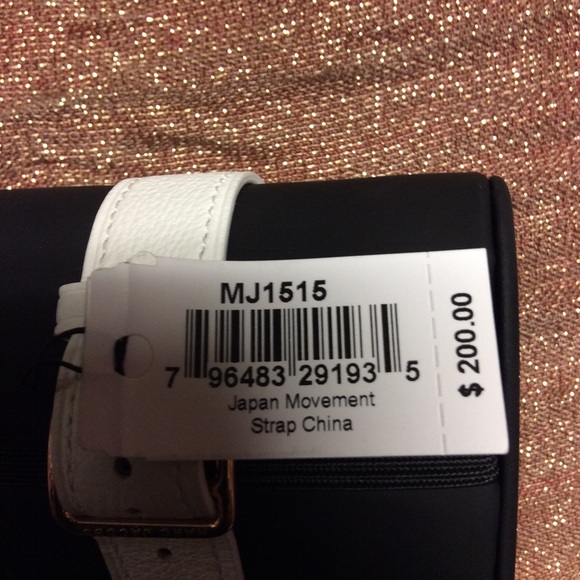 MJ1515
7 96483 29193 5
Japan Movement
Strap China
$ 200.00